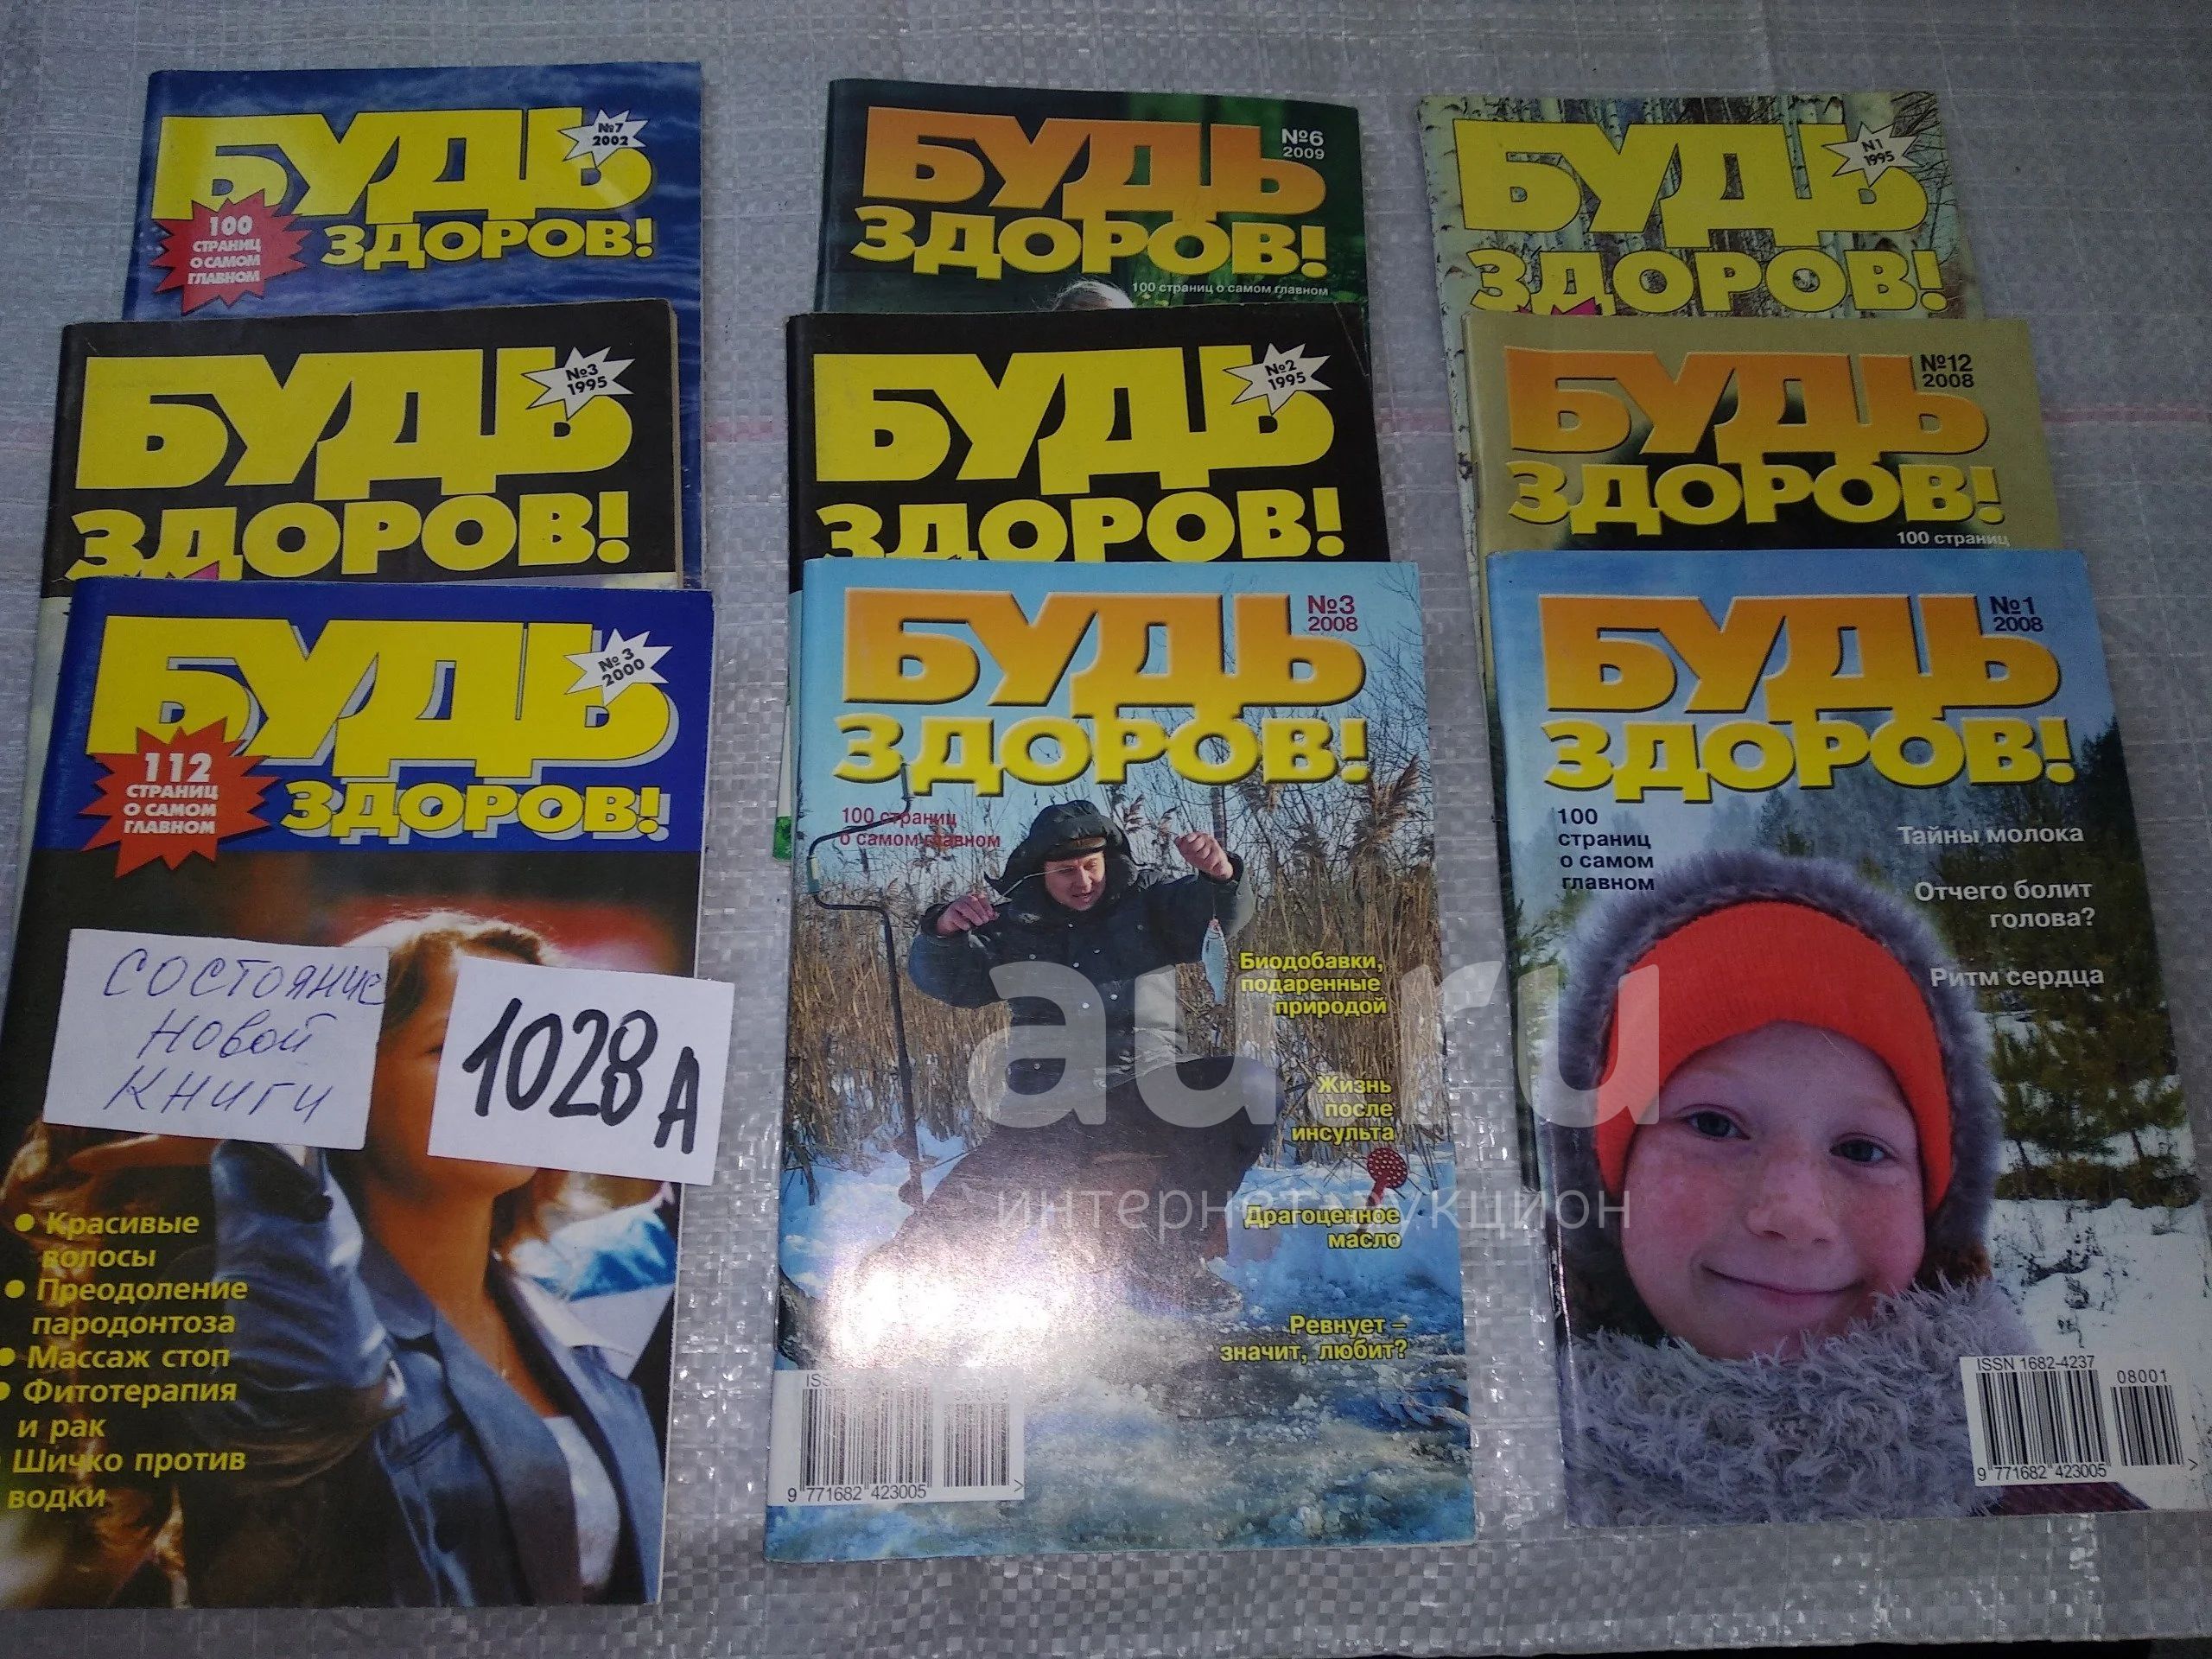 БУДЬ
ЗДОРОВ!
№7
2002
100
СТРАНИЦ
О САМОМ
ГЛАВНОМ
БУДЬ
ЗДОРОВ!
№6
2009
100 страниц о самом главном
БУДЬ
ЗДОРОВ!
N1
1995
БУДЬ
ЗДОРОВ!
№3
1995
БУДЬ
ЗДОРОВ!
№2
1995
БУДЬ
ЗДОРОВ!
№12
2008
100 страниц
БУДЬ
ЗДОРОВ!
№ 3
2000
112
СТРАНИЦ
О САМОМ
ГЛАВНОМ
СОСТОЯНИЕ
НОВОЙ
КНИГИ
1028А
• Красивые
волосы
• Преодоление
пародонтоза
• Массаж стоп
• Фитотерапия
и рак
Шичко против
водки
БУДЬ
ЗДОРОВ!
№3
2008
100 страниц
о самом главном
Биодобавки,
подаренные
природой
Жизнь
после
инсульта
Драгоценное
масло
Ревнует –
значит, любит?
9 771682 423005
БУДЬ
ЗДОРОВ!
№1
2008
100
страниц
о самом
главном
Тайны молока
Отчего болит
голова?
Ритм сердца
ISSN 1682-4237
08001
9 771682 423005
au.ru
интернет-аукцион